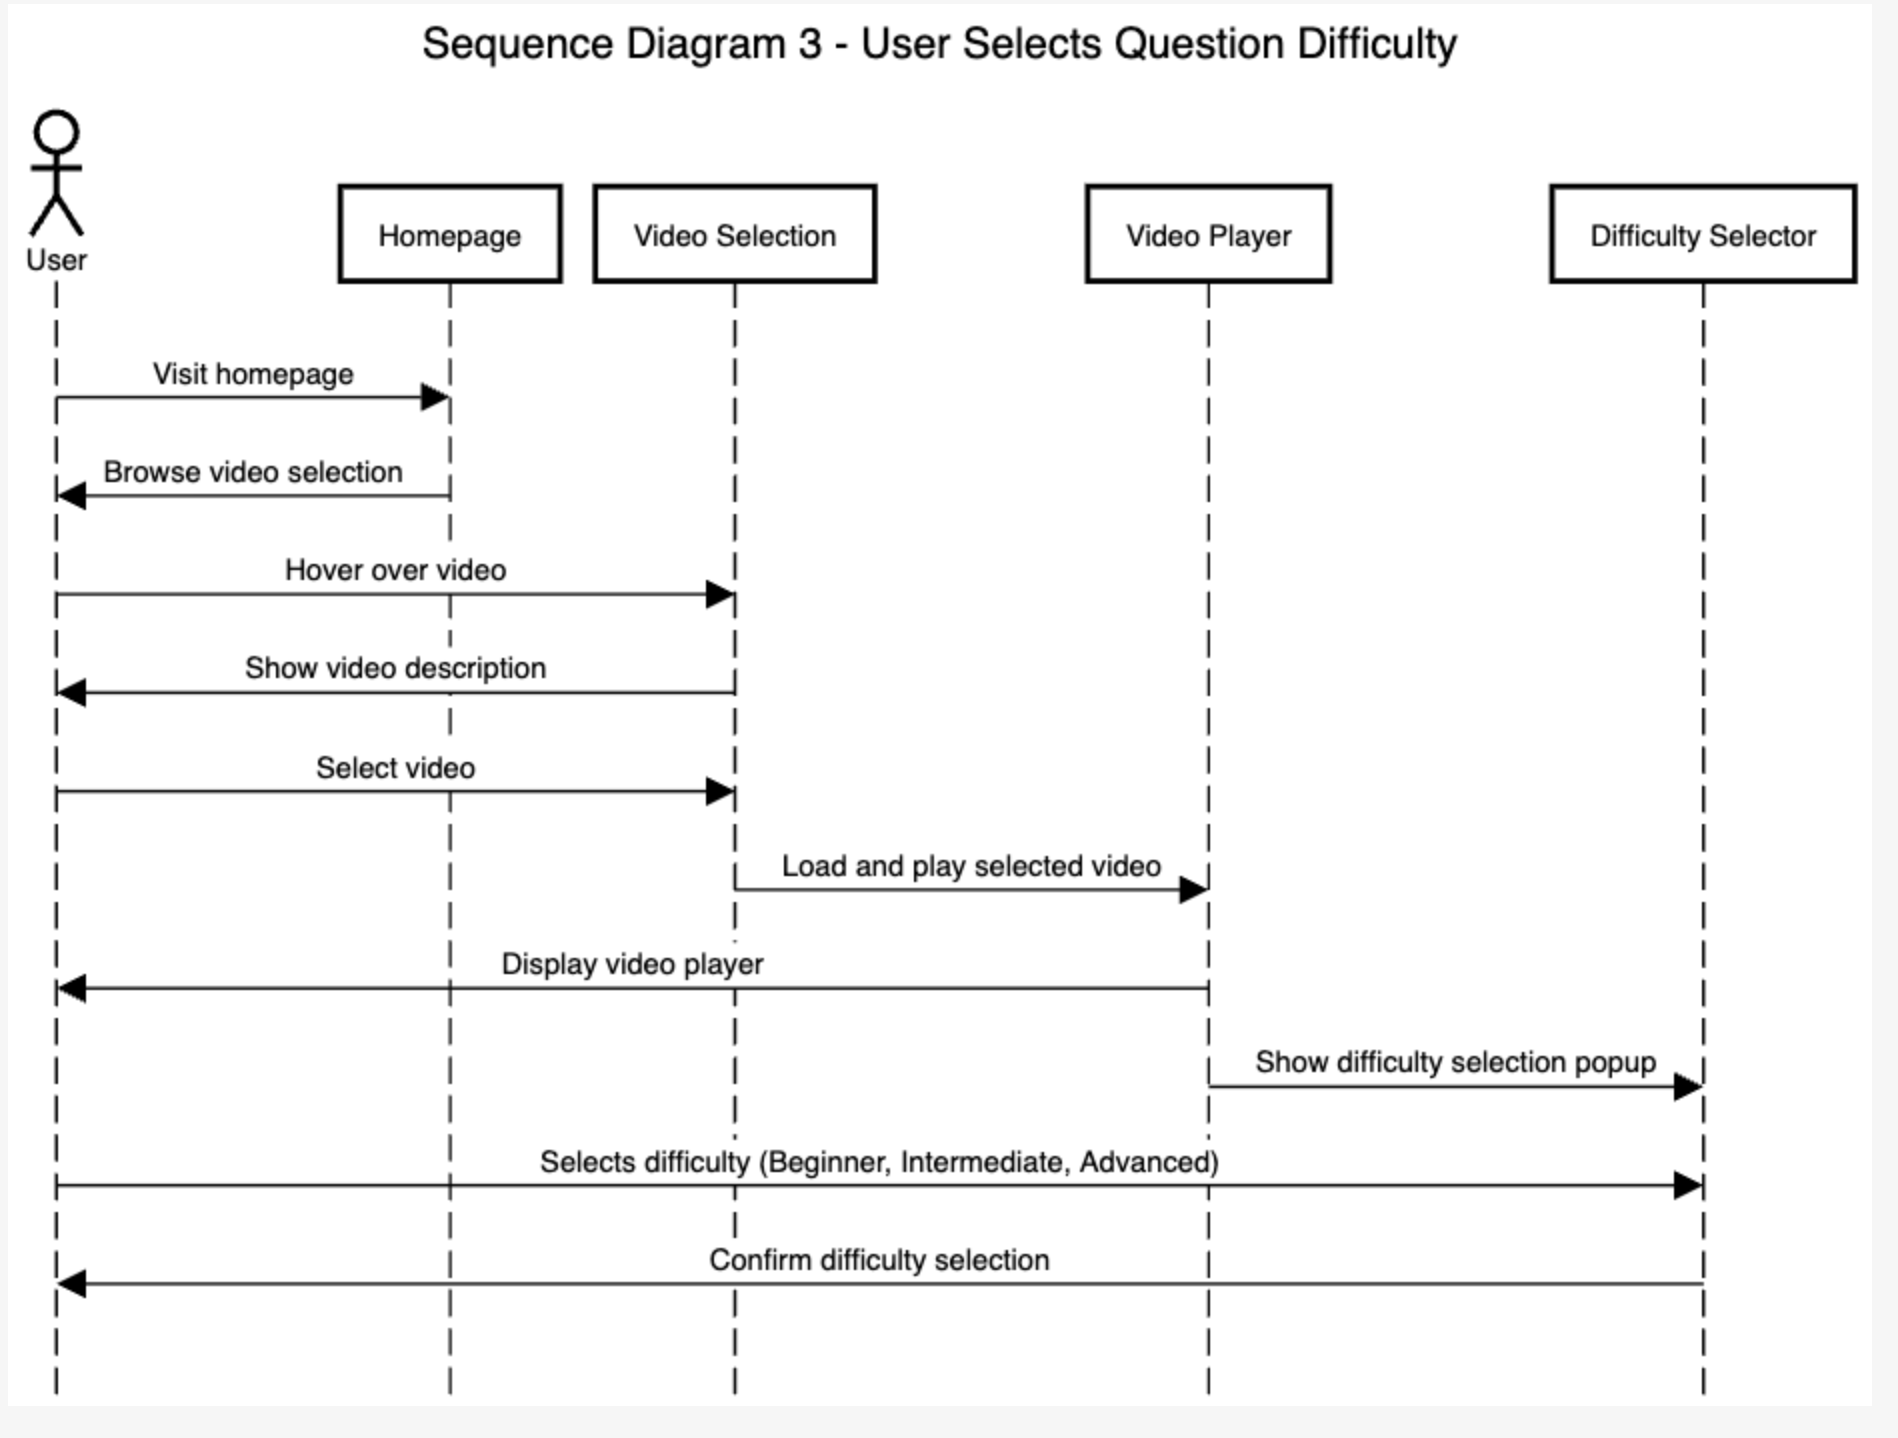 Sequence Diagram 3 - User Selects Question Difficulty
User
Homepage
Video Selection
Video Player
Difficulty Selector
Visit homepage
Browse video selection
Hover over video
Show video description
Select video
Load and play selected video
Display video player
Show difficulty selection popup
Selects difficulty (Beginner, Intermediate, Advanced)
Confirm difficulty selection